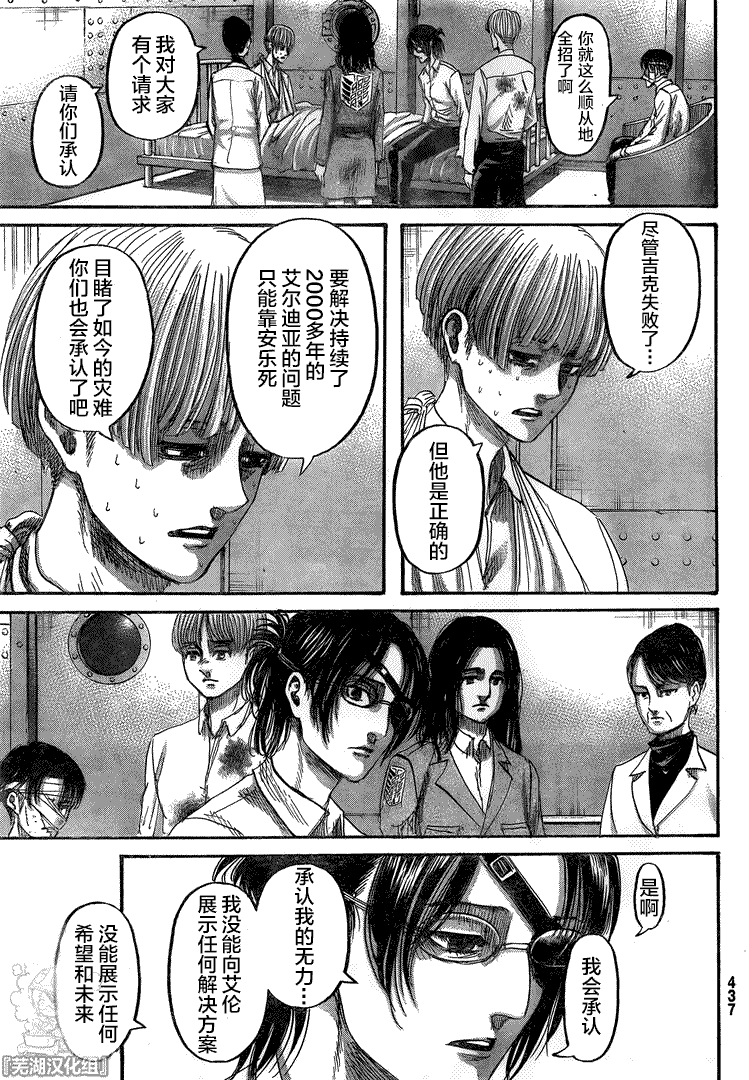 你就这么顺从地
全招了啊
我对大家
有个请求
请你们承认
尽管吉克失败了…
但他是正确的
要解决持续了
2000多年的
艾尔迪亚的问题
只能靠安乐死
目睹了如今的灾难
你们也会承认了吧
是啊
我会承认
承认我的无力…
我没能向艾伦
展示任何解决方案
没能展示任何
希望和未来
437
『芜湖汉化组』